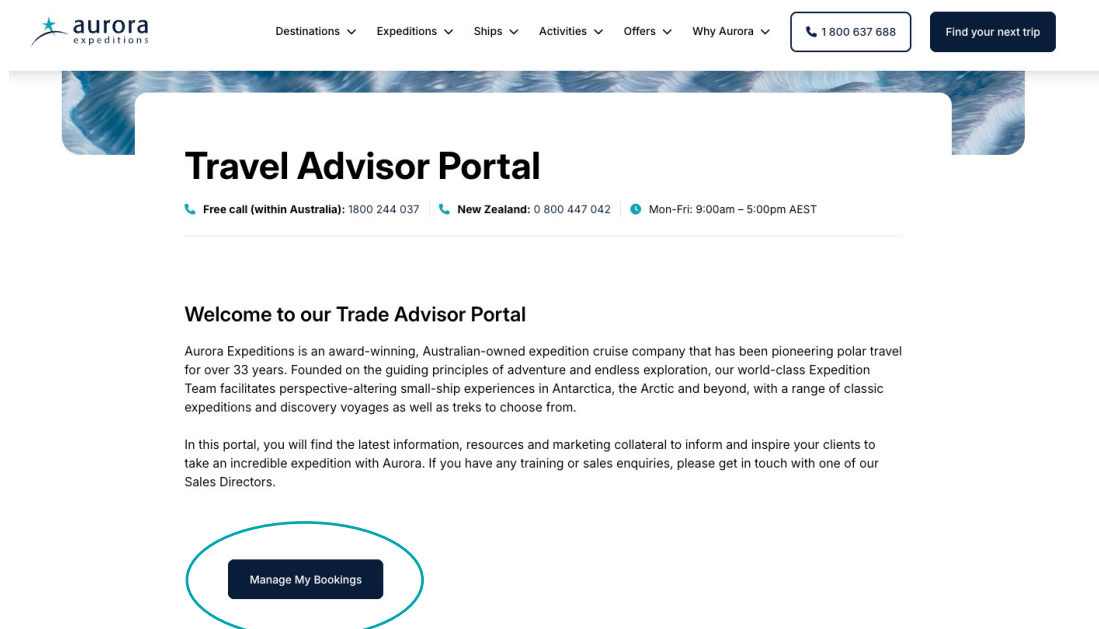 aurora
expeditions
Destinations Expeditions Ships Activities Offers Why Aurora 1 800 637 688 Find your next trip
Travel Advisor Portal
Free call (within Australia): 1800 244 037 New Zealand: 0 800 447 042 Mon-Fri: 9:00am – 5:00pm AEST
Welcome to our Trade Advisor Portal
Aurora Expeditions is an award-winning, Australian-owned expedition cruise company that has been pioneering polar travel
for over 33 years. Founded on the guiding principles of adventure and endless exploration, our world-class Expedition
Team facilitates perspective-altering small-ship experiences in Antarctica, the Arctic and beyond, with a range of classic
expeditions and discovery voyages as well as treks to choose from.
In this portal, you will find the latest information, resources and marketing collateral to inform and inspire your clients to
take an incredible expedition with Aurora. If you have any training or sales enquiries, please get in touch with one of our
Sales Directors.
Manage My Bookings